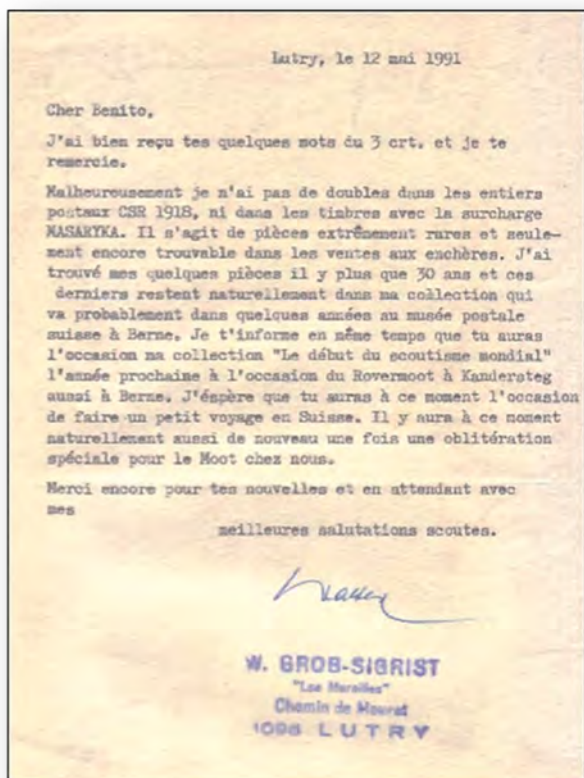 Lutry, le 12 mai 1991
Cher Benito,
J'ai bien reçu tes quelques mots du 3 crt. et je te
remercie.
Malheureusement je n'ai pas de doubles dans les entiers
postaux CSR 1918, ni dans les timbres avec la surcharge
MASARYKA. Il s'agit de pièces extrêmement rares et seule-
ment encore trouvable dans les ventes aux enchères. J'ai
trouvé mes quelques pièces il y plus que 30 ans et ces
derniers restent naturellement dans ma collection qui
va probablement dans quelques années au musée postale
suisse à Berne. Je t'informe en même temps que tu auras
l'occasion ma collection "Le début du scoutisme mondial"
l'année prochaine à l'occasion du Rovermoot à Kandersteg
aussi à Berne. J'éspère que tu auras à ce moment l'occasion
de faire un petit voyage en Suisse. Il y aura à ce moment
naturellement aussi de nouveau une fois une oblitération
spéciale pour le Moot chez nous.
Merci encore pour tes nouvelles et en attendant avec
mes
meilleures salutations scoutes.
W. GROB-SIGRIST
Chemin de
LUTRY